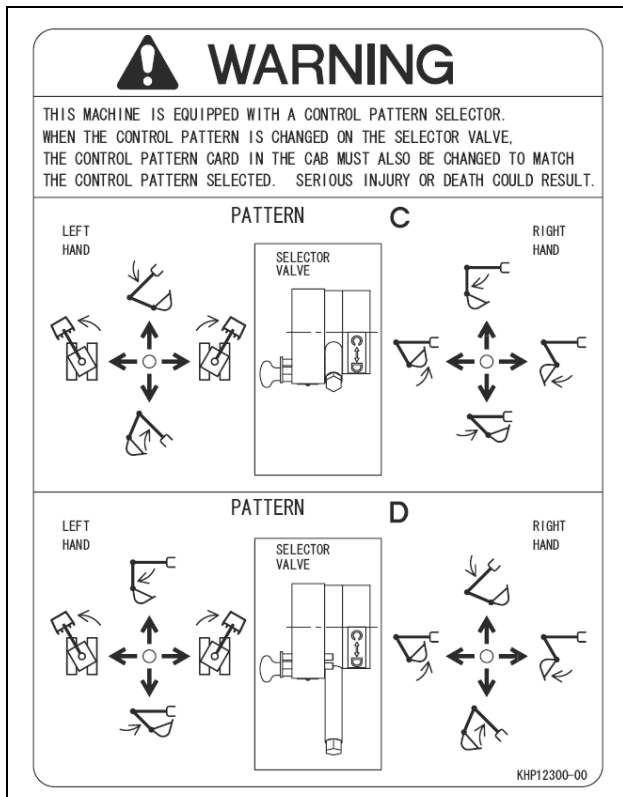 WARNING
THIS MACHINE IS EQUIPPED WITH A CONTROL PATTERN SELECTOR.
WHEN THE CONTROL PATTERN IS CHANGED ON THE SELECTOR VALVE,
THE CONTROL PATTERN CARD IN THE CAB MUST ALSO BE CHANGED TO MATCH
THE CONTROL PATTERN SELECTED. SERIOUS INJURY OR DEATH COULD RESULT.
PATTERN C
LEFT
HAND
SELECTOR
VALVE
C↔D
RIGHT
HAND
PATTERN D
LEFT
HAND
SELECTOR
VALVE
C↔D
RIGHT
HAND
KHP12300-00